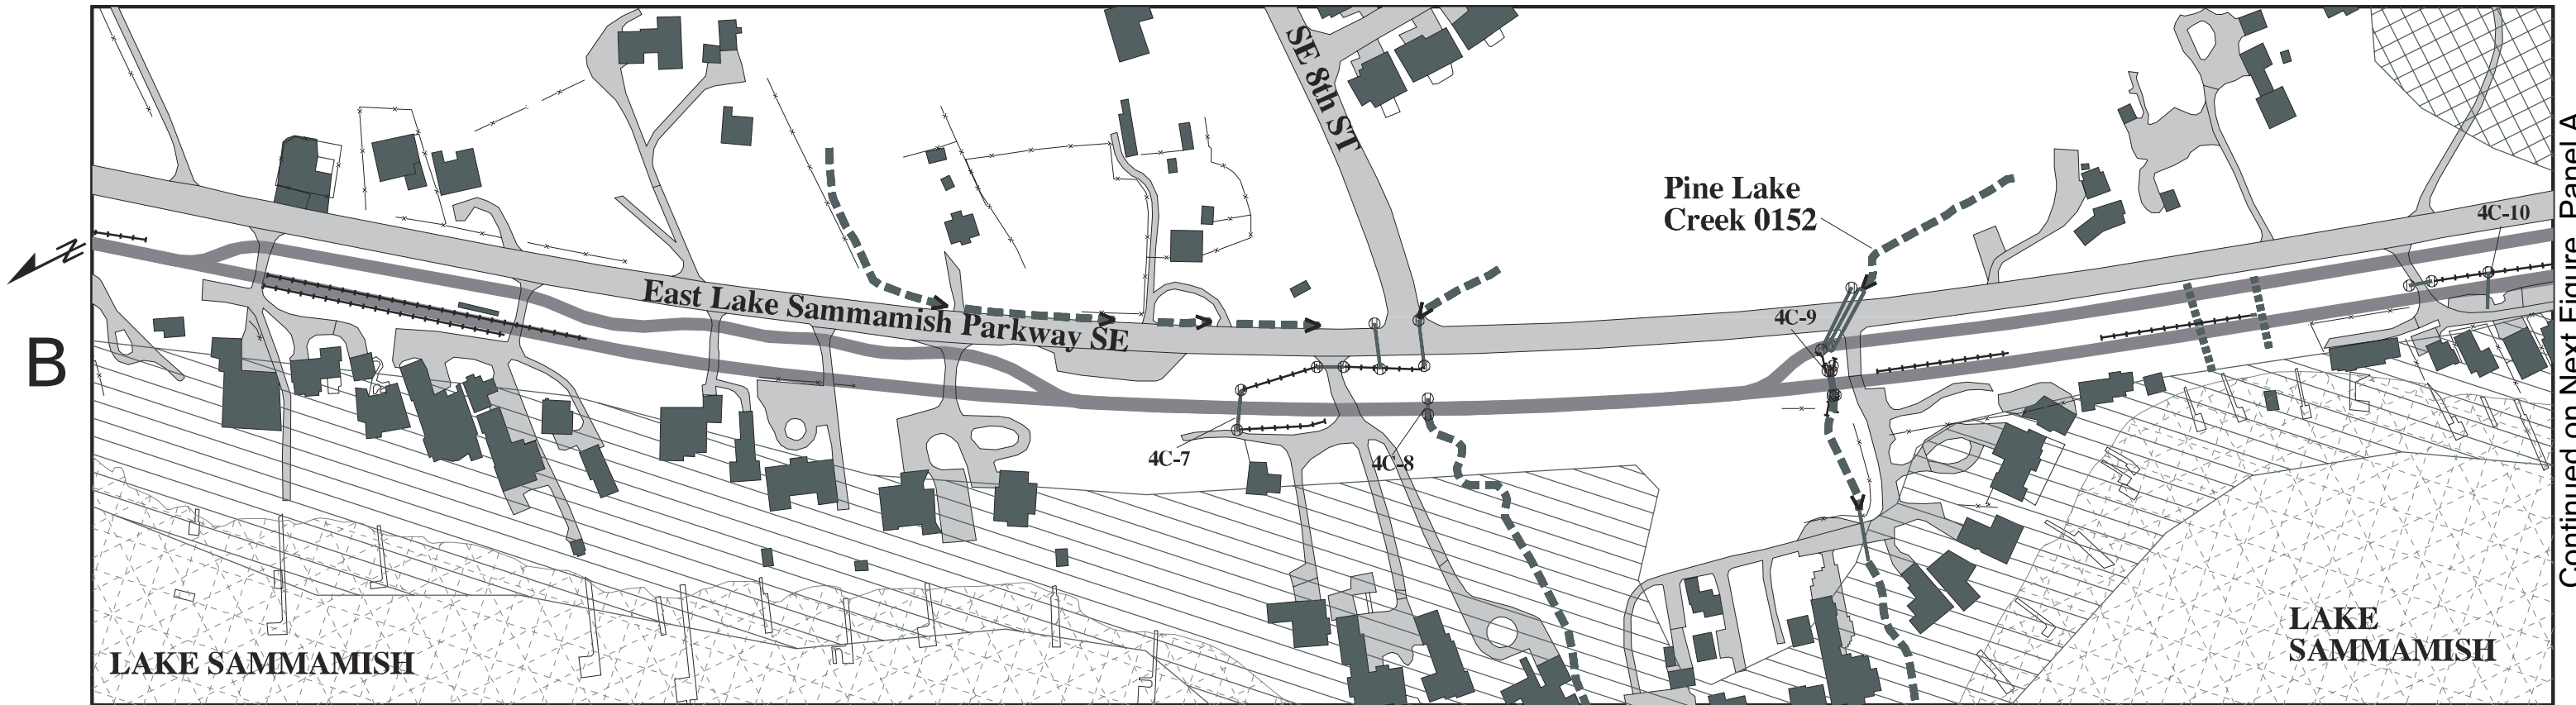 SE 8th ST
Pine Lake
Creek 0152
4C-10
N
East Lake Sammamish Parkway SE
4C-9
B
4C-7
4C-8
LAKE SAMMAMISH
LAKE
SAMMAMISH
Continued on Next Figure, Panel A